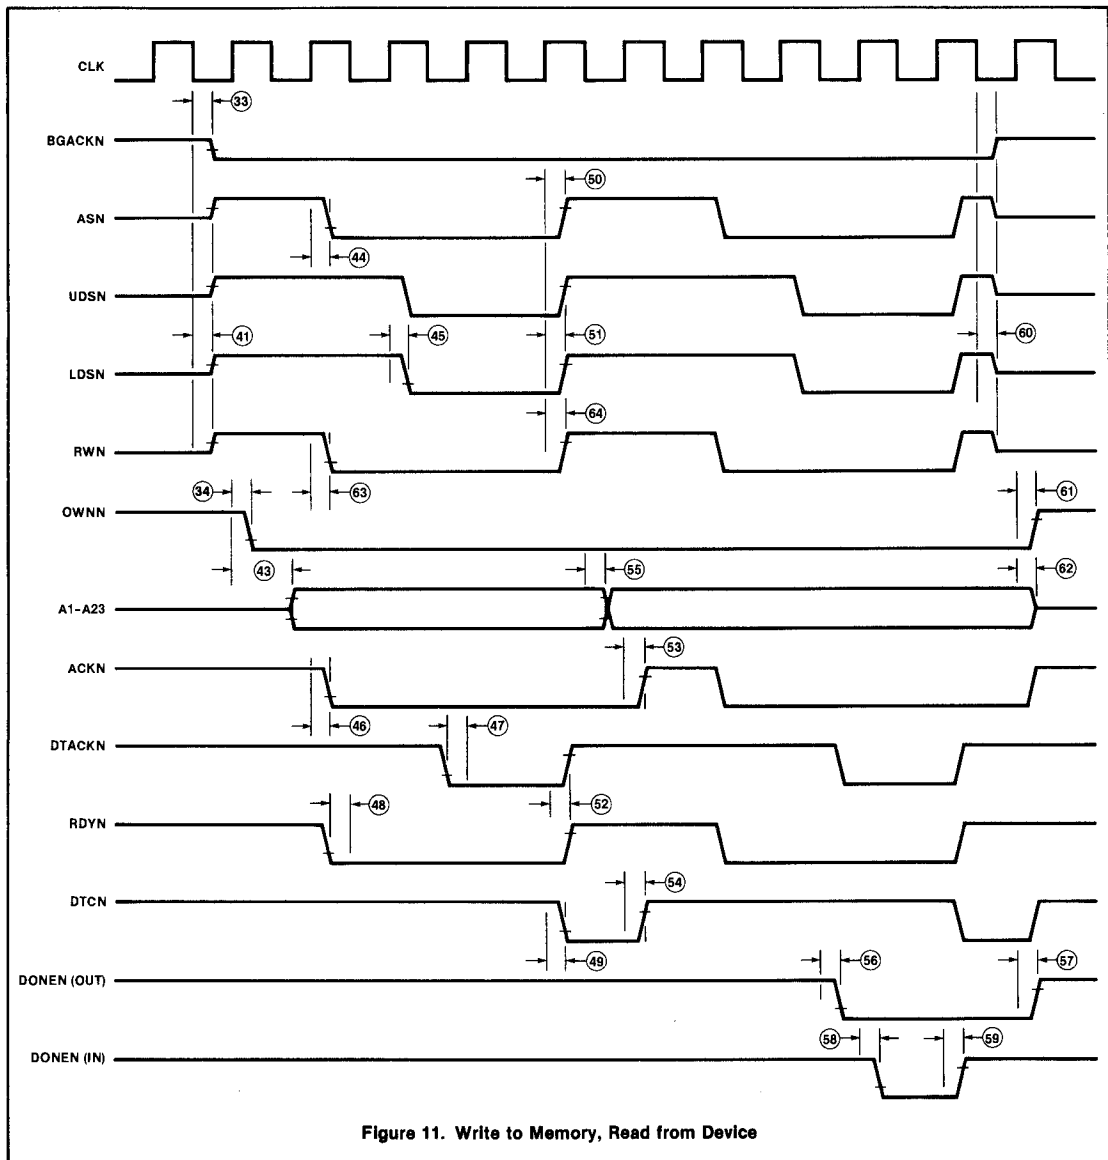 CLK
33
BGACKN
50
ASN
44
UDSN
41
45
51
60
LDSN
64
RWN
34
63
61
OWNN
43
55
62
A1-A23
53
ACKN
46
47
DTACKN
48
52
RDYN
54
DTCN
49
56
57
DONEN (OUT)
58
59
DONEN (IN)
Figure 11. Write to Memory, Read from Device